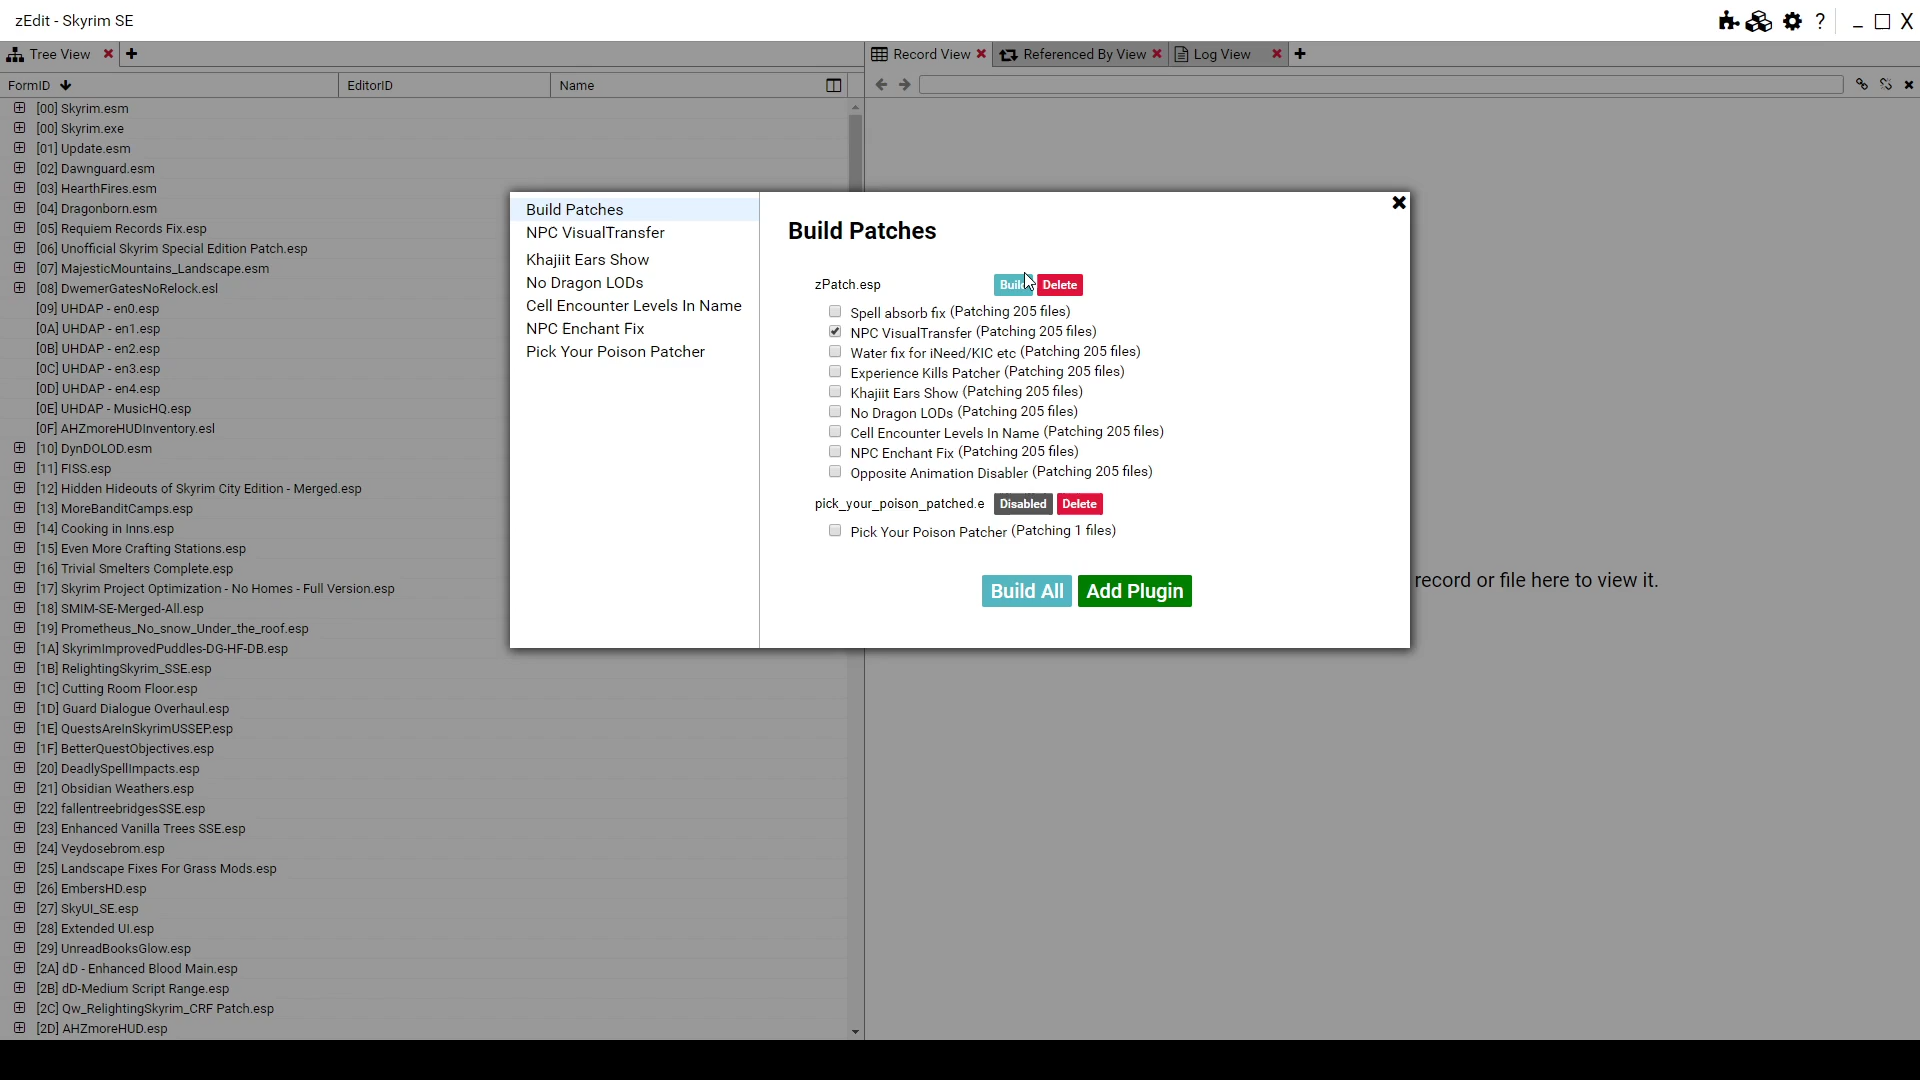 zEdit - Skyrim SE
?
_ X
Tree View
Record View
Referenced By View
Log View
FormID EditorID Name
[00] Skyrim.esm
[00] Skyrim.exe
[01] Update.esm
[02] Dawnguard.esm
[03] HearthFires.esm
[04] Dragonborn.esm
[05] Requiem Records Fix.esp
[06] Unofficial Skyrim Special Edition Patch.esp
[07] MajesticMountains_Landscape.esm
[08] DwemerGatesNoRelock.esl
[09] UHDAP - en0.esp
[0A] UHDAP - en1.esp
[0B] UHDAP - en2.esp
[0C] UHDAP - en3.esp
[0D] UHDAP - en4.esp
[0E] UHDAP - MusicHQ.esp
[0F] AHZmoreHUDInventory.esl
[10] DynDOLOD.esm
[11] FISS.esp
[12] Hidden Hideouts of Skyrim City Edition - Merged.esp
[13] MoreBanditCamps.esp
[14] Cooking in Inns.esp
[15] Even More Crafting Stations.esp
[16] Trivial Smelters Complete.esp
[17] Skyrim Project Optimization - No Homes - Full Version.esp
[18] SMIM-SE-Merged-All.esp
[19] Prometheus_No_snow_Under_the_roof.esp
[1A] SkyrimImprovedPuddles-DG-HF-DB.esp
[1B] RelightingSkyrim_SSE.esp
[1C] Cutting Room Floor.esp
[1D] Guard Dialogue Overhaul.esp
[1E] QuestsAreInSkyrimUSSEP.esp
[1F] BetterQuestObjectives.esp
[20] DeadlySpellImpacts.esp
[21] Obsidian Weathers.esp
[22] fallentreebridgesSSE.esp
[23] Enhanced Vanilla Trees SSE.esp
[24] Veydosebrom.esp
[25] Landscape Fixes For Grass Mods.esp
[26] EmbersHD.esp
[27] SkyUI_SE.esp
[28] Extended UI.esp
[29] UnreadBooksGlow.esp
[2A] dD - Enhanced Blood Main.esp
[2B] dD-Medium Script Range.esp
[2C] Qw_RelightingSkyrim_CRF Patch.esp
[2D] AHZmoreHUD.esp
Build Patches
NPC VisualTransfer
Khajiit Ears Show
No Dragon LODs
Cell Encounter Levels In Name
NPC Enchant Fix
Pick Your Poison Patcher
Build Patches
zPatch.esp Build Delete
Spell absorb fix (Patching 205 files)
NPC VisualTransfer (Patching 205 files)
Water fix for iNeed/KIC etc (Patching 205 files)
Experience Kills Patcher (Patching 205 files)
Khajiit Ears Show (Patching 205 files)
No Dragon LODs (Patching 205 files)
Cell Encounter Levels In Name (Patching 205 files)
NPC Enchant Fix (Patching 205 files)
Opposite Animation Disabler (Patching 205 files)
pick_your_poison_patched.e Disabled Delete
Pick Your Poison Patcher (Patching 1 files)
Build All Add Plugin
record or file here to view it.